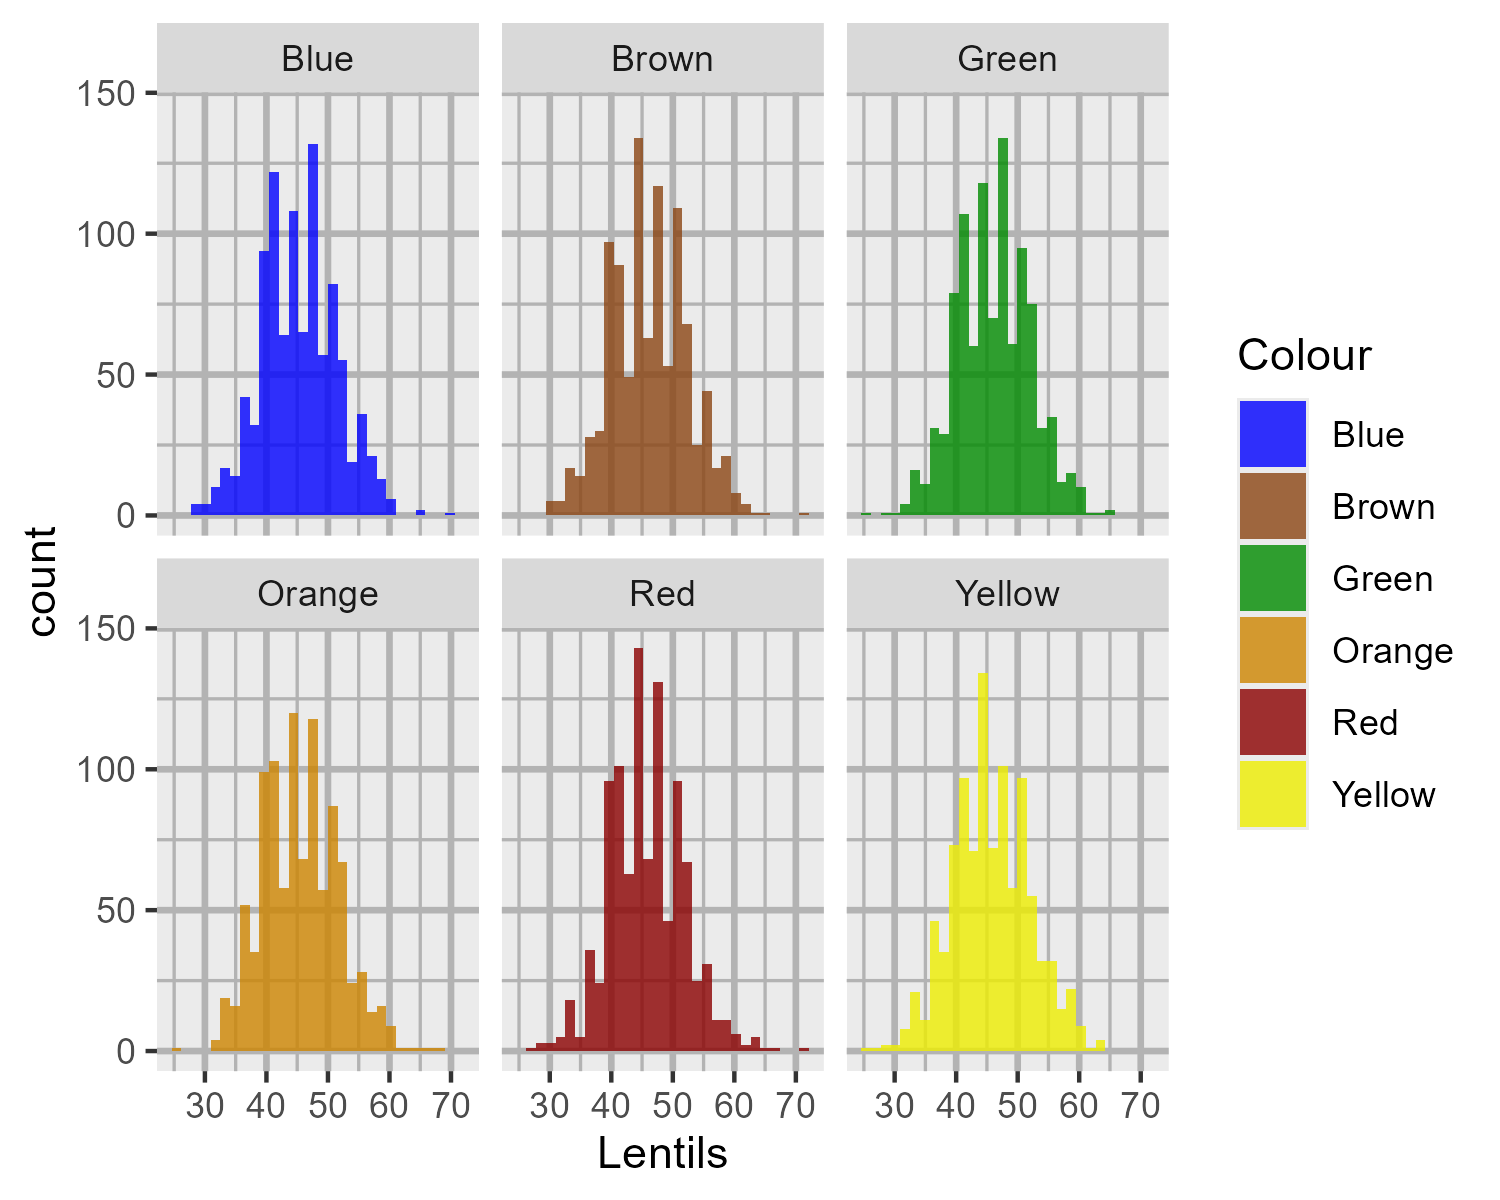 Blue Brown Green
150
100
50
0
count
Orange Red Yellow
150
100
50
0
30 40 50 60 70 30 40 50 60 70 30 40 50 60 70
Lentils
Colour
Blue
Brown
Green
Orange
Red
Yellow